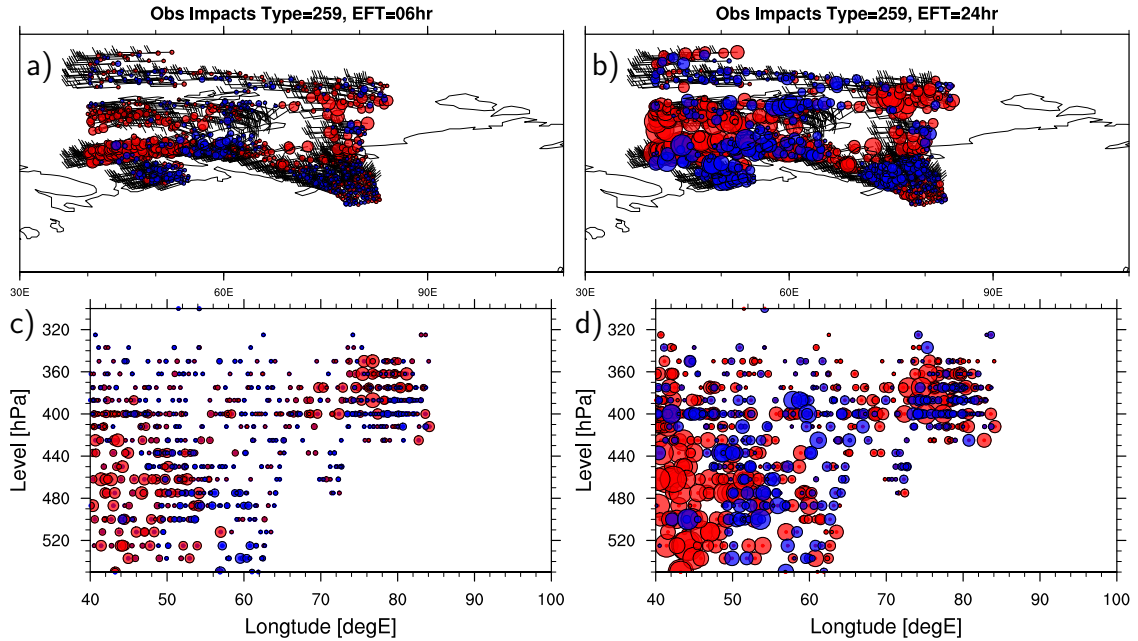 Obs Impacts Type=259, EFT=06hr
Obs Impacts Type=259, EFT=24hr
a)
b)
30E 60E 90E
30E 60E 90E
c)
d)
Level [hPa]
320
360
400
440
480
520
40 50 60 70 80 90 100
Longtude [degE]
Level [hPa]
320
360
400
440
480
520
40 50 60 70 80 90 100
Longtude [degE]